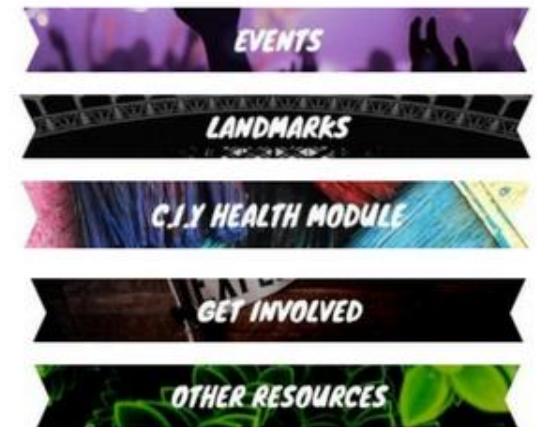 EVENTS
LANDMARKS
C.I.Y HEALTH MODULE
GET INVOLVED
OTHER RESOURCES